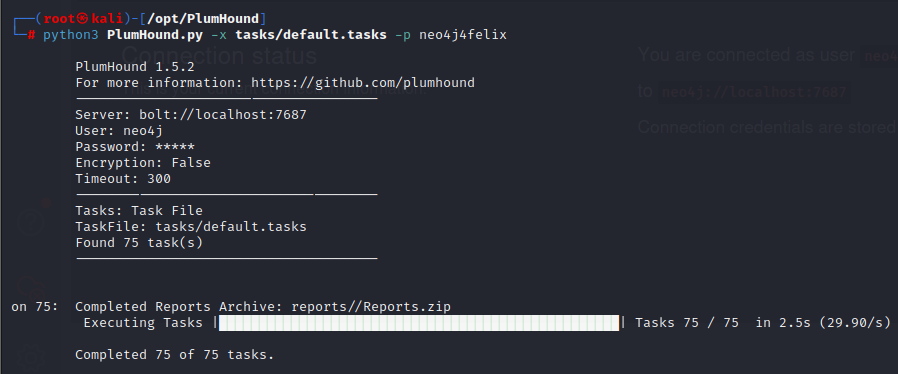 (root㉿kali)-[/opt/PlumHound]
# python3 PlumHound.py -x tasks/default.tasks -p neo4j4felix
Connection status
You are connected as user neo4
PlumHound 1.5.2
For more information: https://github.com/plumhound
to neo4j://localhost:7687
Server: bolt://localhost:7687
Connection credentials are stored
User: neo4j
Password: *****
Encryption: False
Timeout: 300
Tasks: Task File
TaskFile: tasks/default.tasks
Found 75 task(s)
on 75: Completed Reports Archive: reports//Reports.zip
Executing Tasks |████████████████████████████████████████| Tasks 75 / 75 in 2.5s (29.90/s)
Completed 75 of 75 tasks.